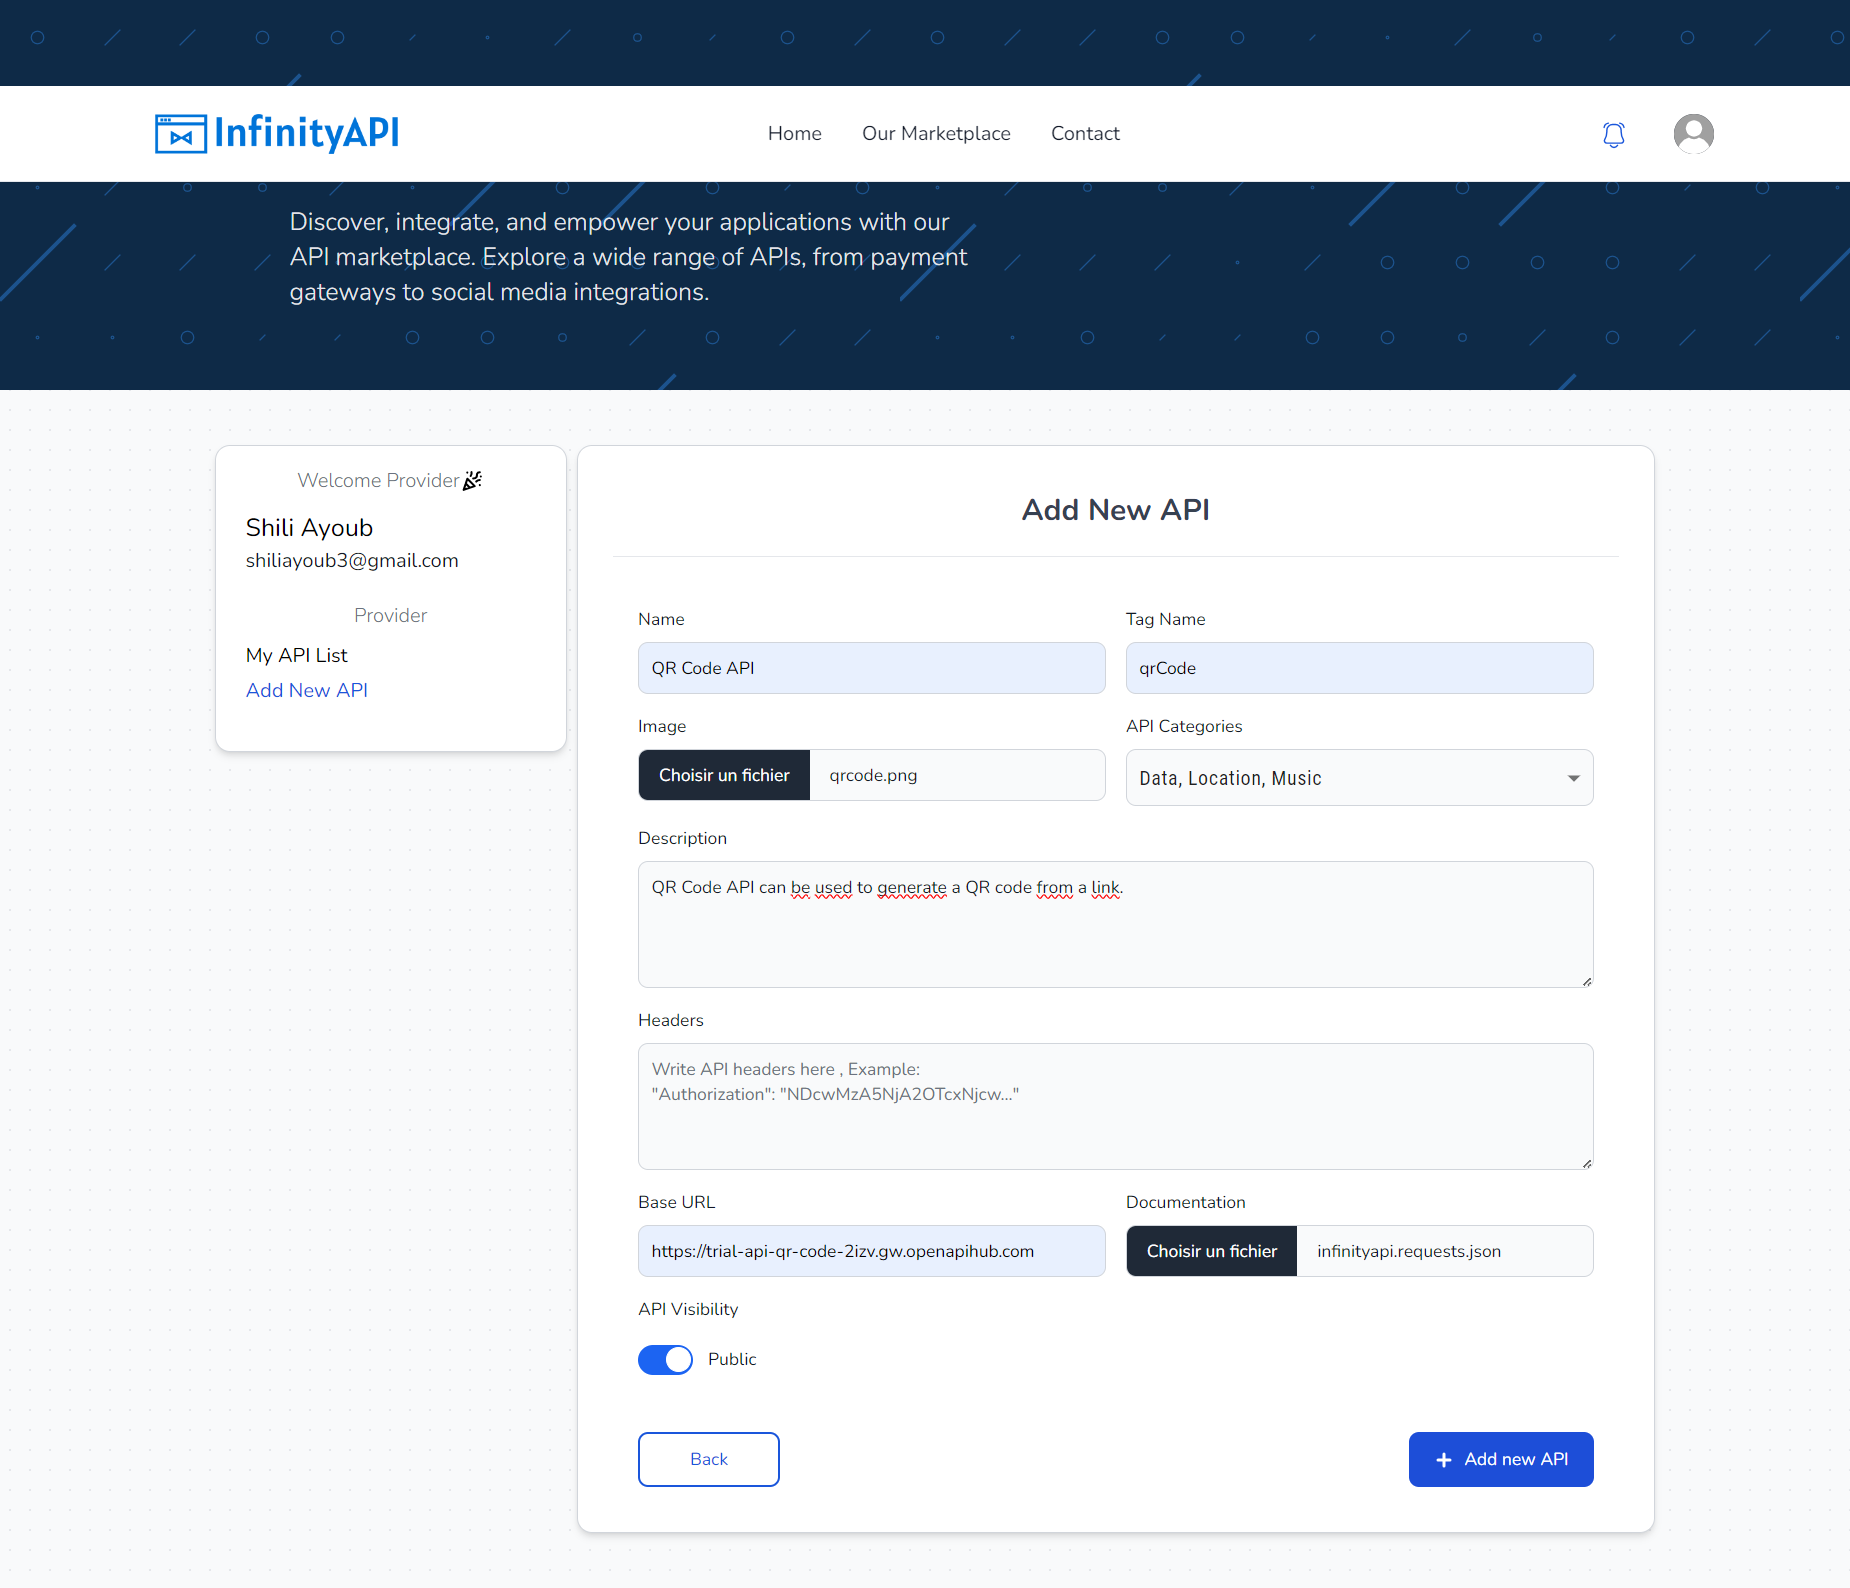 InfinityAPI
Home
Our Marketplace
Contact
Discover, integrate, and empower your applications with our
API marketplace. Explore a wide range of APIs, from payment
gateways to social media integrations.
Welcome Provider
Shili Ayoub
shiliayoub3@gmail.com
Provider
My API List
Add New API
Add New API
Name
Tag Name
QR Code API
qrCode
Image
API Categories
Choisir un fichier
qrcode.png
Data, Location, Music
Description
QR Code API can be used to generate a QR code from a link.
Headers
Write API headers here , Example:
"Authorization": "NDcwMzA5NjA2OTcxNjcw..."
Base URL
Documentation
https://trial-api-qr-code-2izv.gw.openapihub.com
Choisir un fichier
infinityapi.requests.json
API Visibility
Public
Back
Add new API